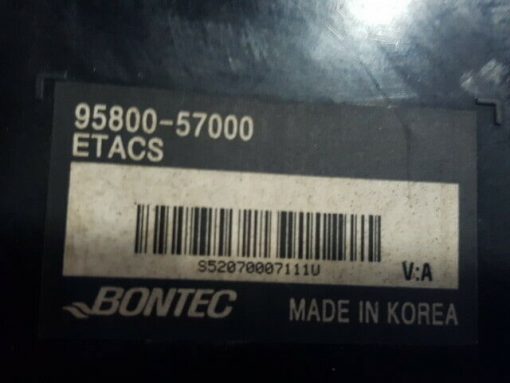 95800-57000
ETACS
S52070007111V
V:A
BONTEC
MADE IN KOREA